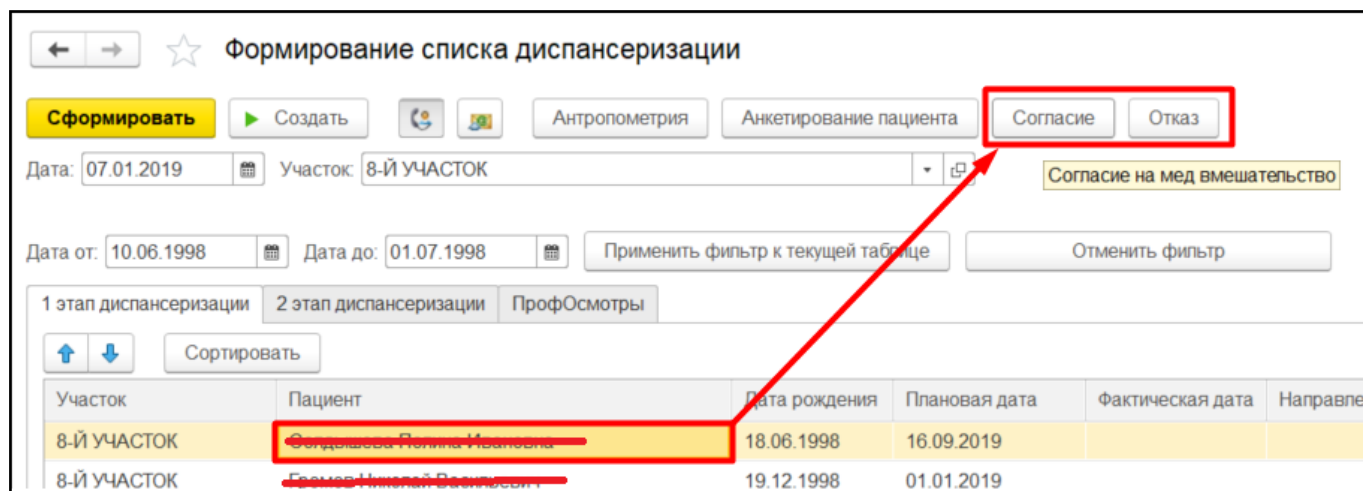 Формирование списка диспансеризации
Сформировать Создать Антропометрия Анкетирование пациента Согласие Отказ
Дата: 07.01.2019 Участок: 8-Й УЧАСТОК
Согласие на мед вмешательство
Дата от: 10.06.1998 Дата до: 01.07.1998 Применить фильтр к текущей таблице Отменить фильтр
1 этап диспансеризации 2 этап диспансеризации ПрофОсмотры
Сортировать
Участок Пациент Дата рождения Плановая дата Фактическая дата Направле
8-Й УЧАСТОК 18.06.1998 16.09.2019
8-Й УЧАСТОК 19.12.1998 01.01.2019